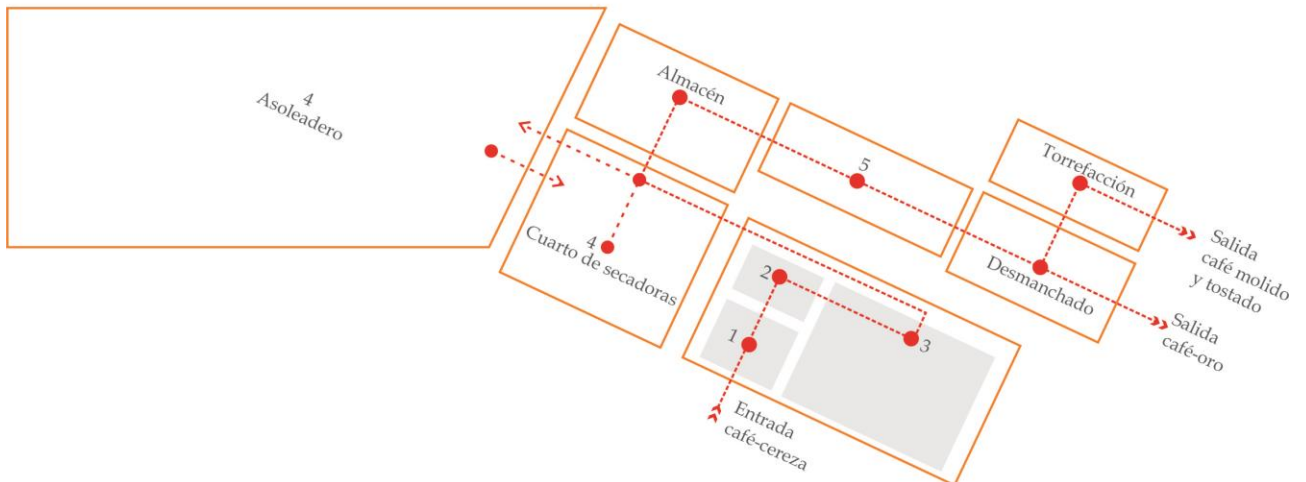 4
Asoleadero
Almacén
4
Cuarto de secadoras
5
Torrefacción
Desmanchado
1
2
3
Entrada
café-cereza
Salida
café molido
y tostado
Salida
café-oro